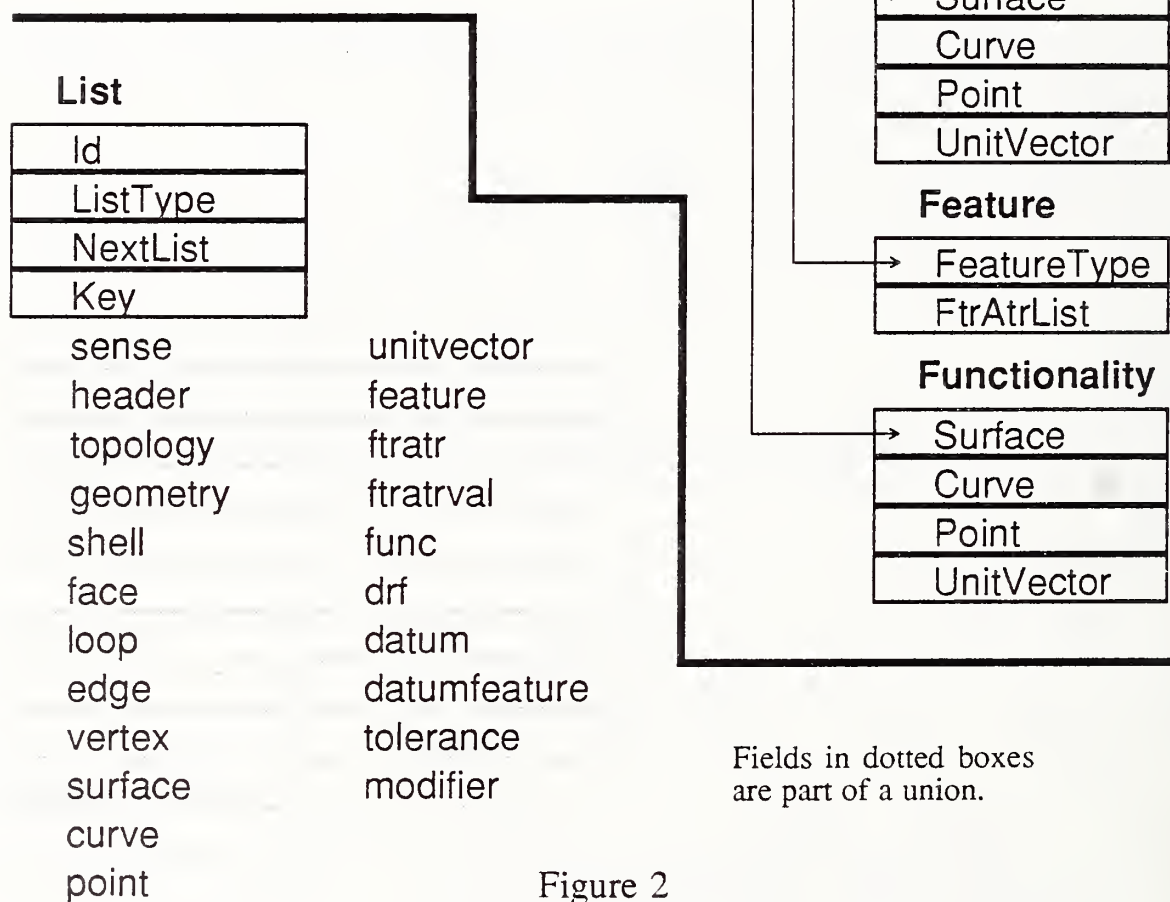 List
Id
ListType
NextList
Key
sense
header
topology
geometry
shell
face
loop
edge
vertex
surface
curve
point
unitvector
feature
ftratr
ftratrval
func
drf
datum
datumfeature
tolerance
modifier
Surface
Curve
Point
UnitVector
Feature
FeatureType
FtrAtrList
Functionality
Surface
Curve
Point
UnitVector
Fields in dotted boxes
are part of a union.
Figure 2